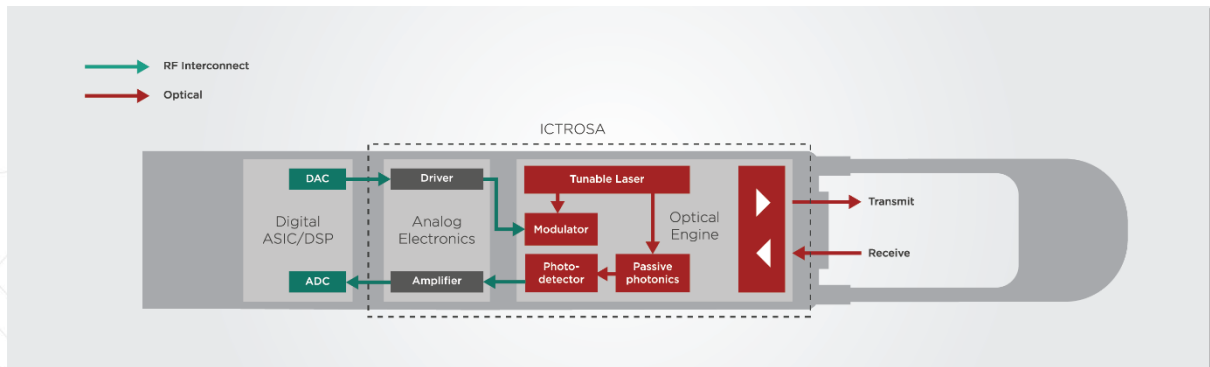 RF Interconnect
Optical
ICTROSA
DAC
Driver
Tunable Laser
Transmit
Digital
ASIC/DSP
Analog
Electronics
Modulator
Optical
Engine
Receive
ADC
Amplifier
Photo-
detector
Passive
photonics